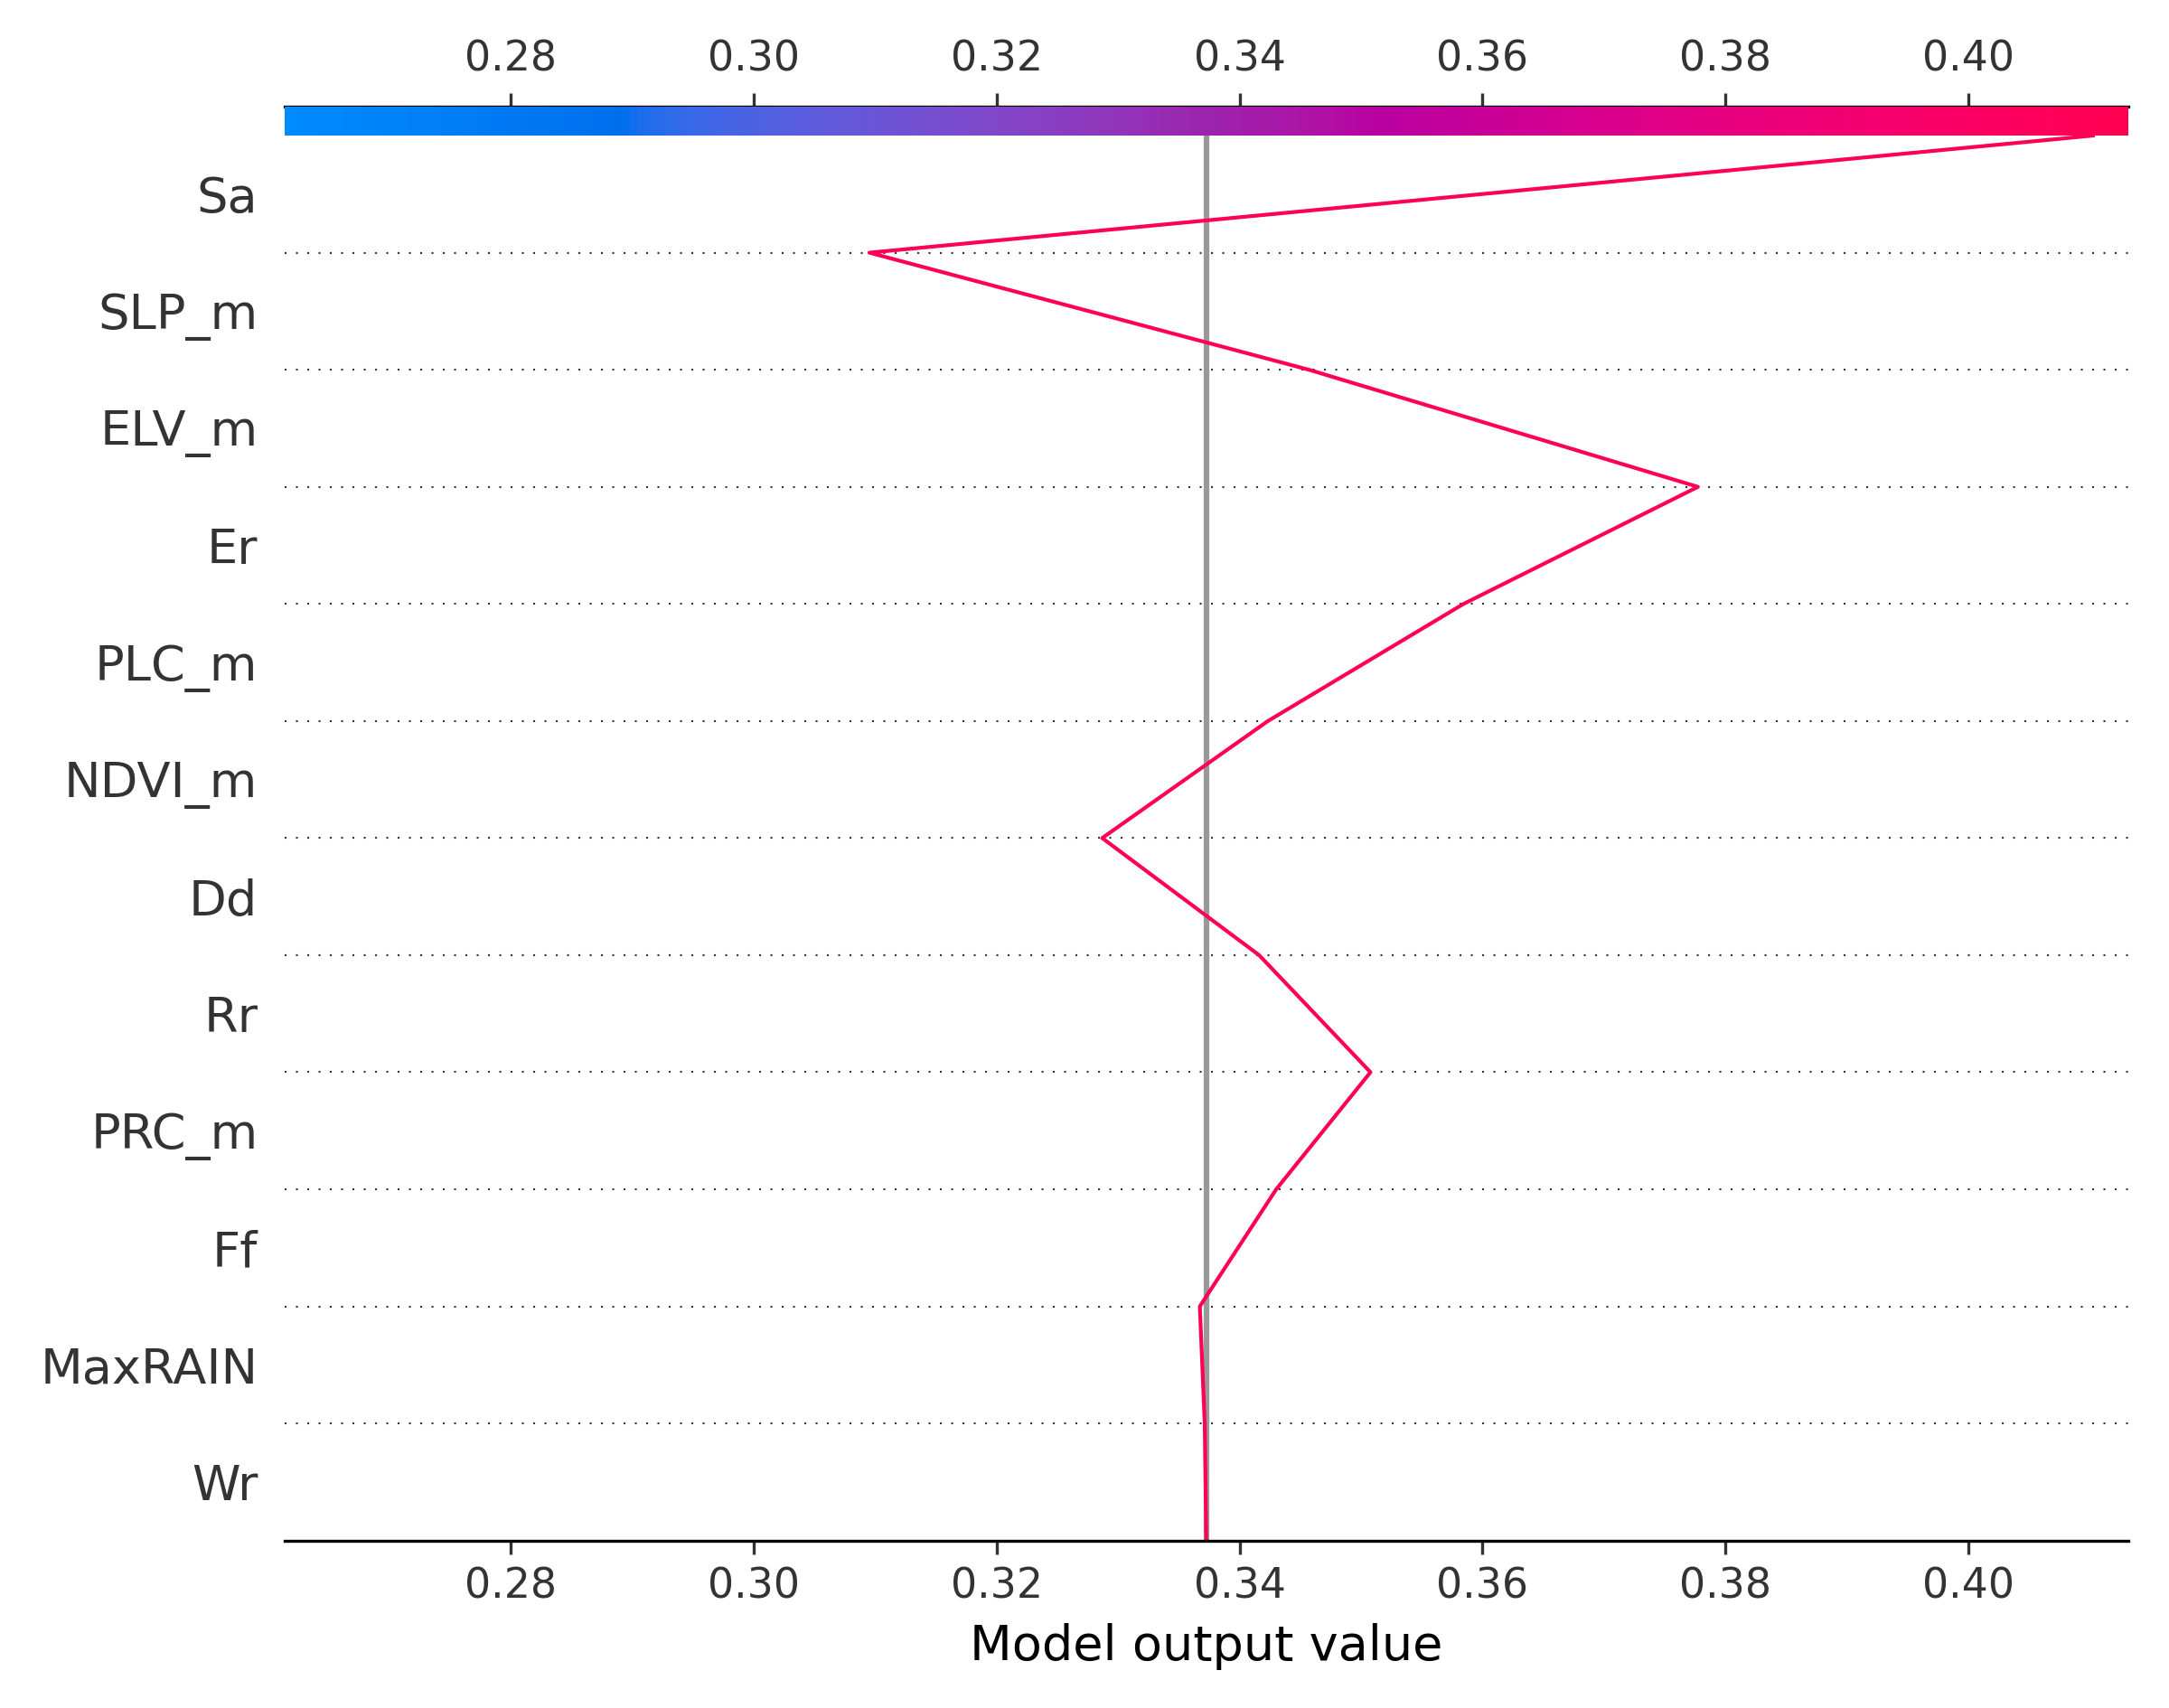 0.28 0.30 0.32 0.34 0.36 0.38 0.40
Sa
SLP_m
ELV_m
Er
PLC_m
NDVI_m
Dd
Rr
PRC_m
Ff
MaxRAIN
Wr
0.28 0.30 0.32 0.34 0.36 0.38 0.40
Model output value